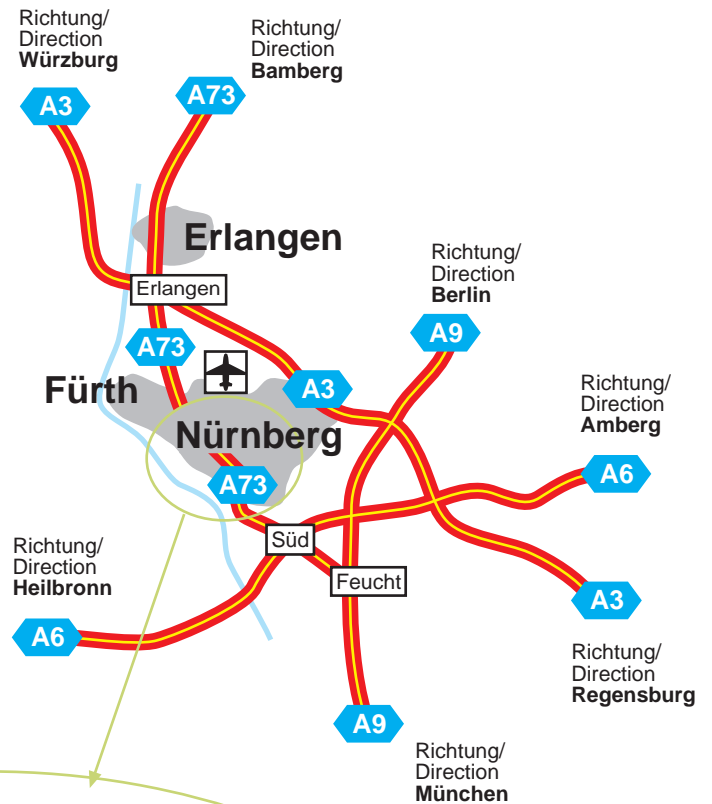 Richtung/
Direction
Würzburg
Richtung/
Direction
Bamberg
A3
A73
Erlangen
Richtung/
Direction
Berlin
Erlangen
A9
A73
Fürth
A3
Richtung/
Direction
Amberg
Nürnberg
A6
A73
Süd
Richtung/
Direction
Heilbronn
Feucht
A3
A6
Richtung/
Direction
Regensburg
A9
Richtung/
Direction
München